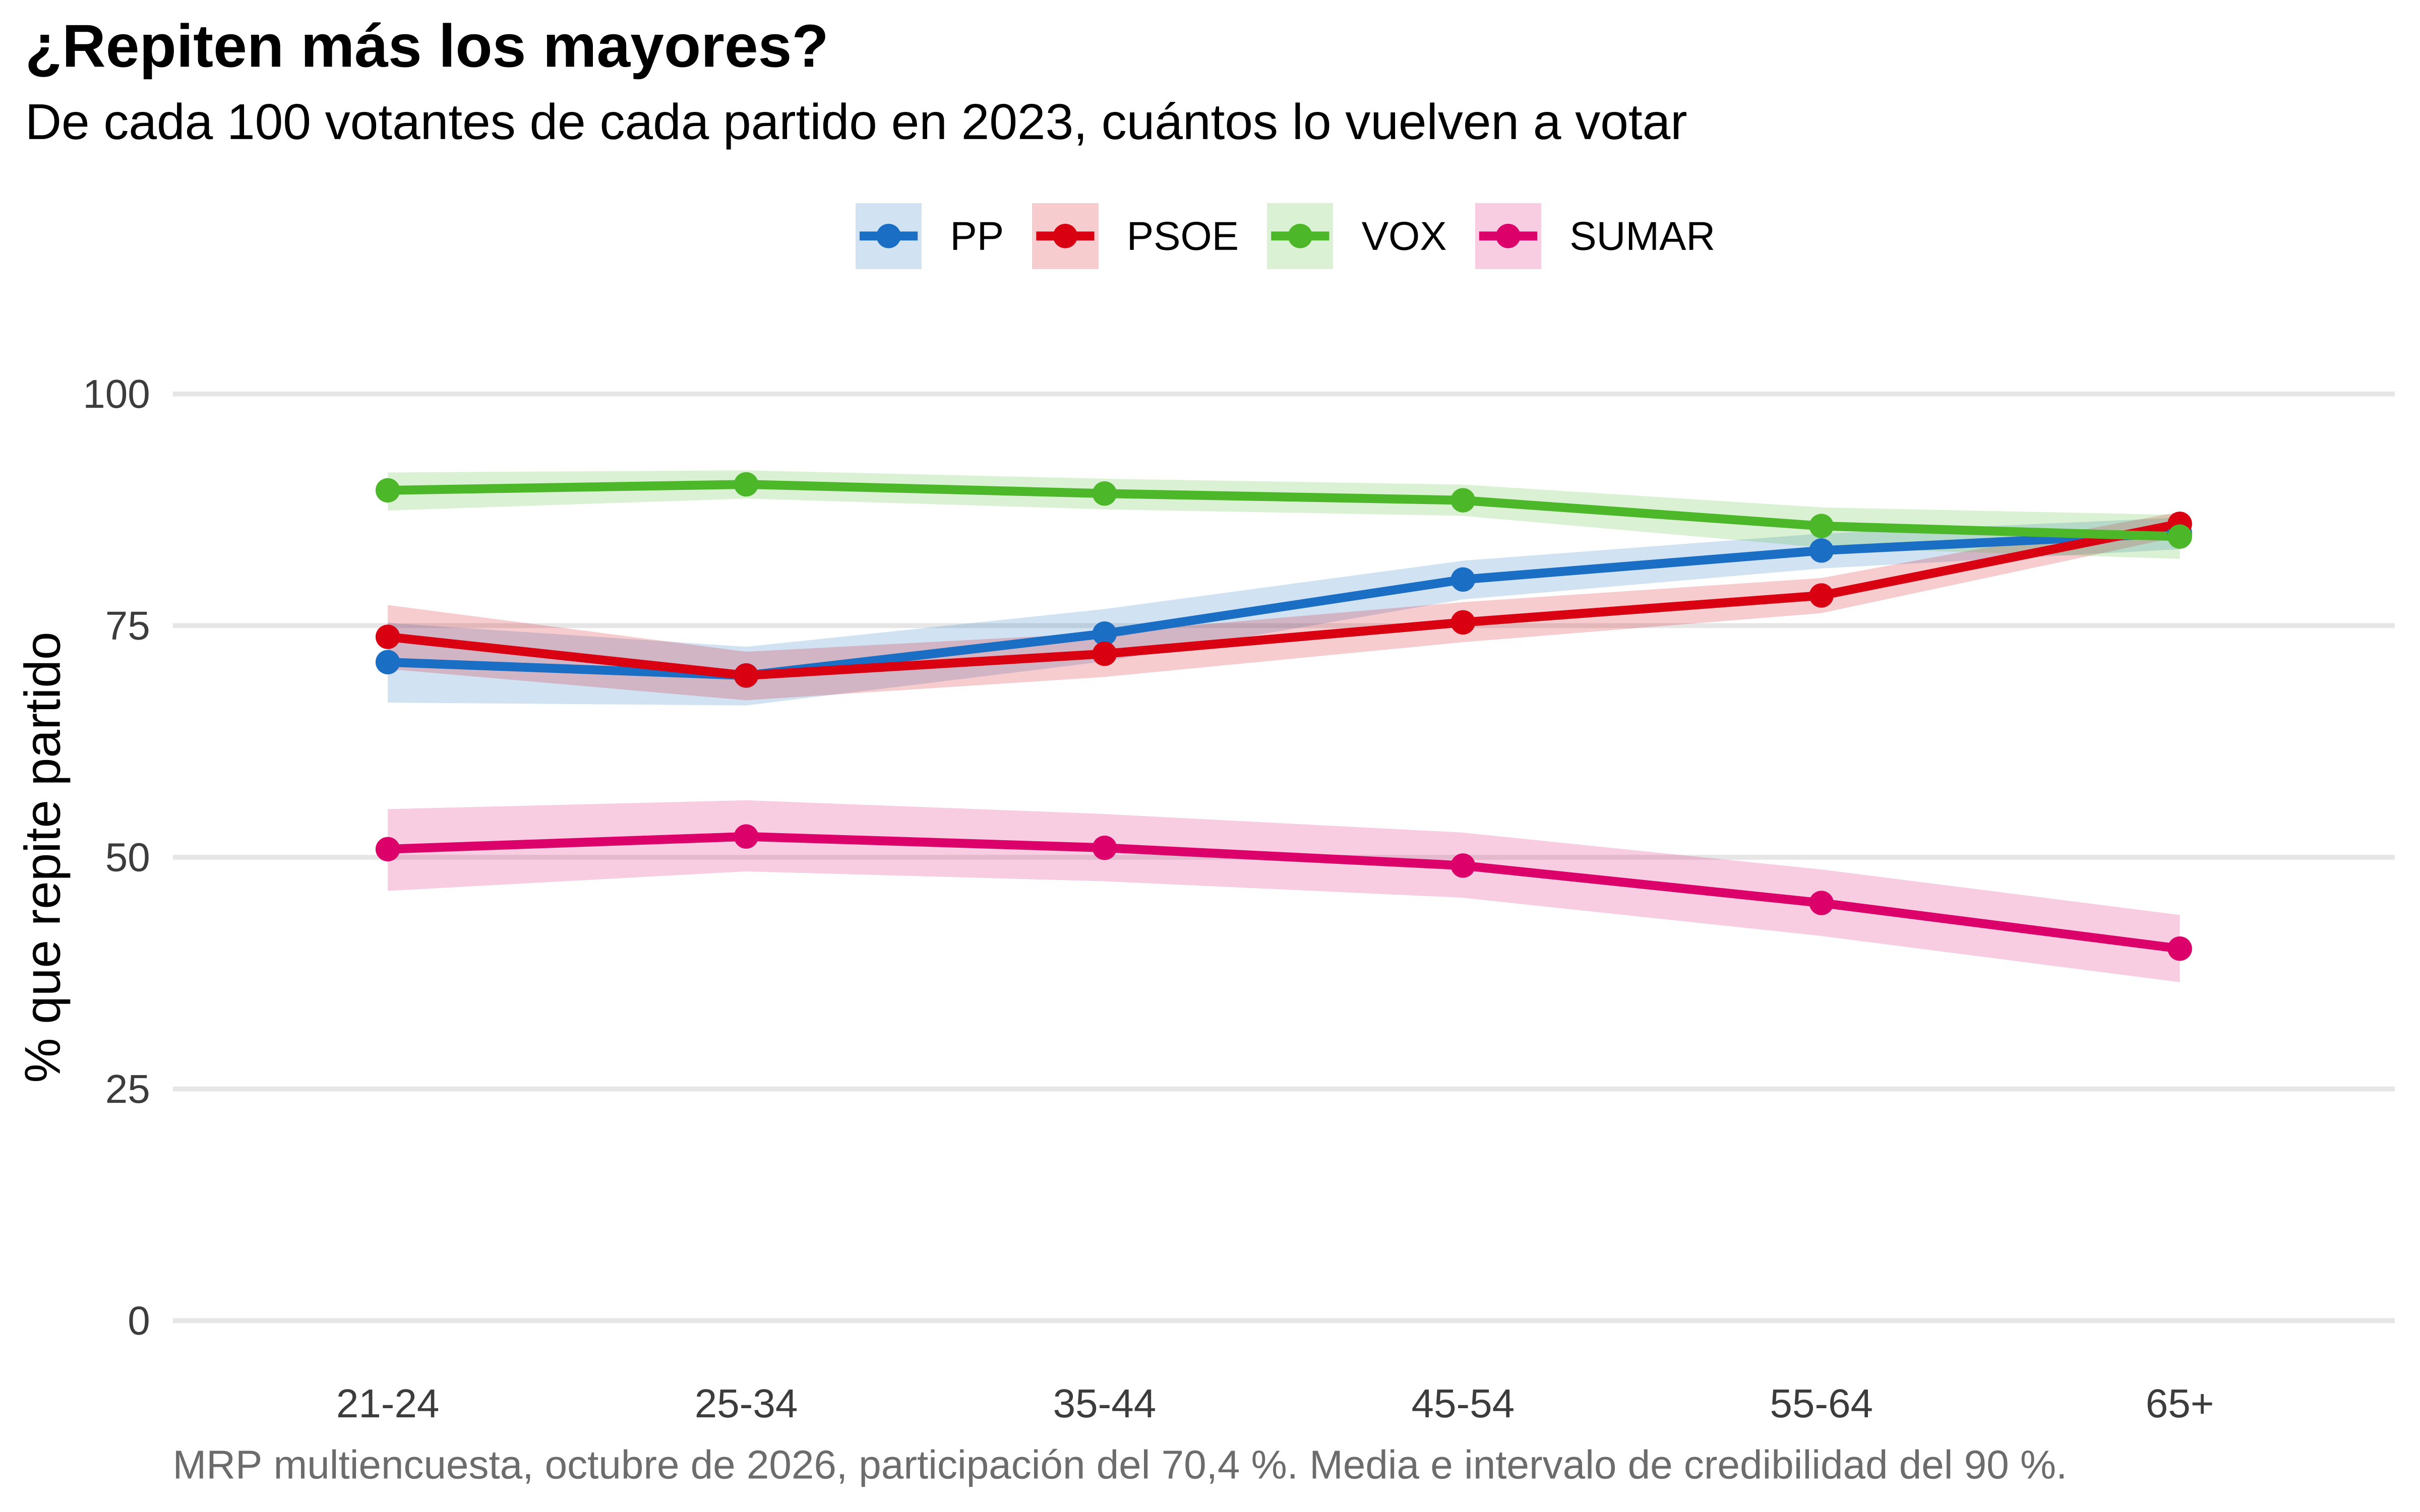 ¿Repiten más los mayores?
De cada 100 votantes de cada partido en 2023, cuántos lo vuelven a votar
PP PSOE VOX SUMAR
% que repite partido
100
75
50
25
0
21-24 25-34 35-44 45-54 55-64 65+
MRP multiencuesta, octubre de 2026, participación del 70,4 %. Media e intervalo de credibilidad del 90 %.